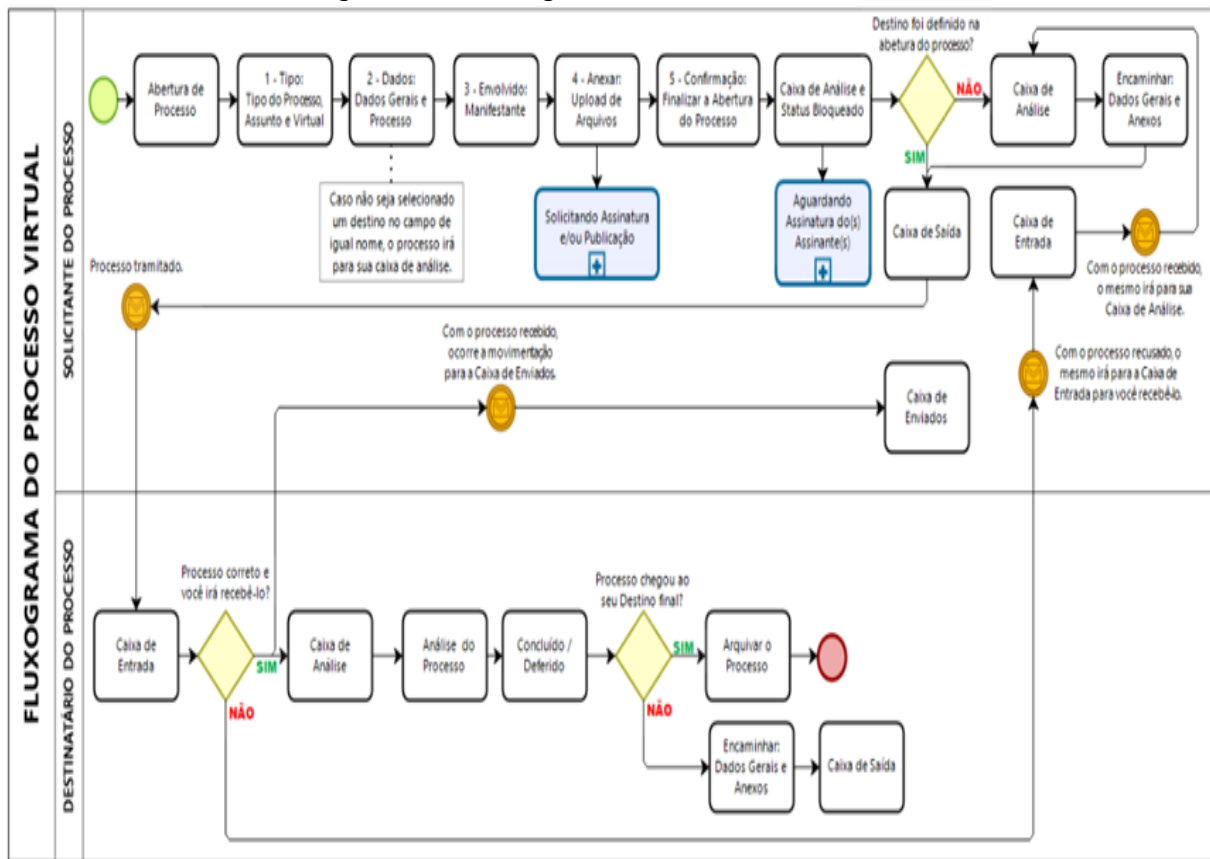 FLUXOGRAMA DO PROCESSO VIRTUAL
SOLICITANTE DO PROCESSO
Abertura de
Processo
1 - Tipo:
Tipo do Processo,
Assunto e Virtual
2 - Dados:
Dados Gerais e
Processo
3 - Envolvido:
Manifestante
4 - Anexar:
Upload de
Arquivos
5 - Confirmação:
Finalizar a Abertura
do Processo
Caixa de Análise e
Status Bloqueado
Destino foi definido na
abetura do processo?
NÃO
SIM
Caixa de
Análise
Encaminhar:
Dados Gerais e
Anexos
Caso não seja selecionado
um destino no campo de
igual nome, o processo irá
para sua caixa de análise.
Solicitando Assinatura
e/ou Publicação
Aguardando
Assinatura do(s)
Assinante(s)
Caixa de Saída
Caixa de
Entrada
Com o processo recebido,
o mesmo irá para sua
Caixa de Análise.
Processo tramitado.
Com o processo recebido,
ocorre a movimentação
para a Caixa de Enviados.
Caixa de
Enviados
Com o processo recusado, o
mesmo irá para a Caixa de
Entrada para você recebê-lo.
DESTINATÁRIO DO PROCESSO
Caixa de
Entrada
Processo correto e
você irá recebê-lo?
SIM
NÃO
Caixa de
Análise
Análise do
Processo
Concluído /
Deferido
Processo chegou ao
seu Destino final?
SIM
NÃO
Arquivar o
Processo
Encaminhar:
Dados Gerais e
Anexos
Caixa de Saída